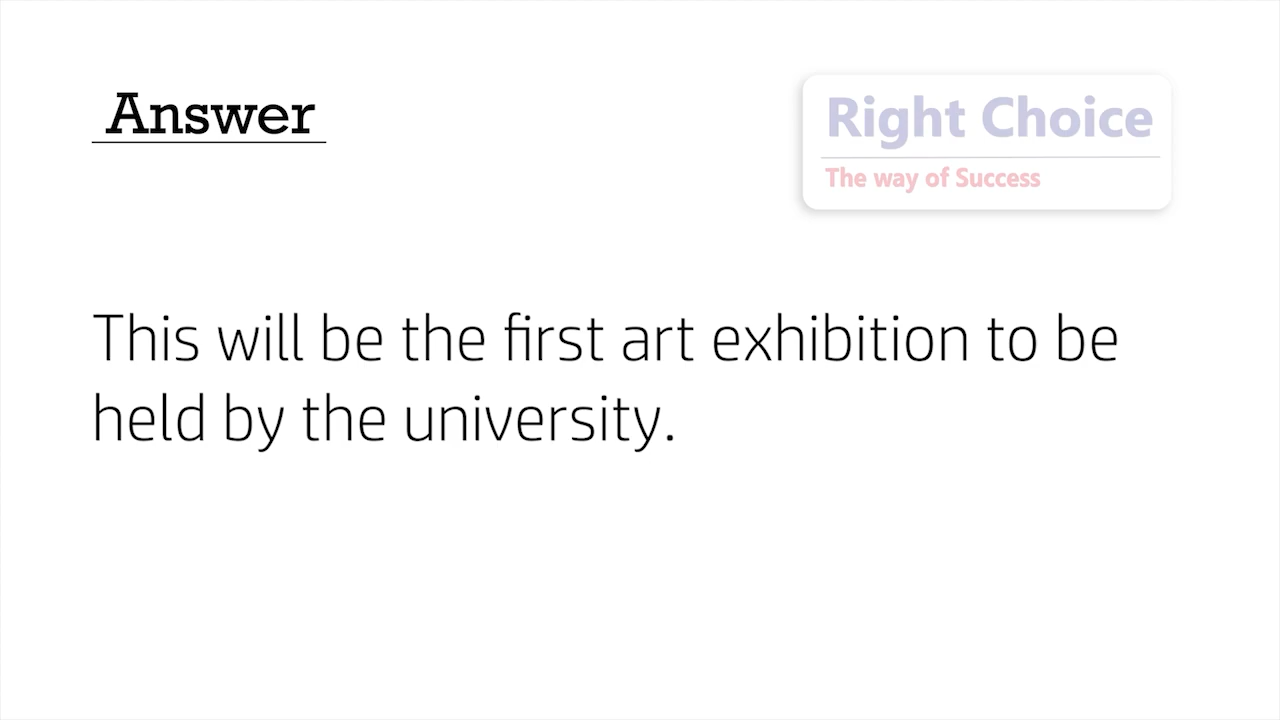 Answer
Right Choice
The way of Success
This will be the first art exhibition to be
held by the university.